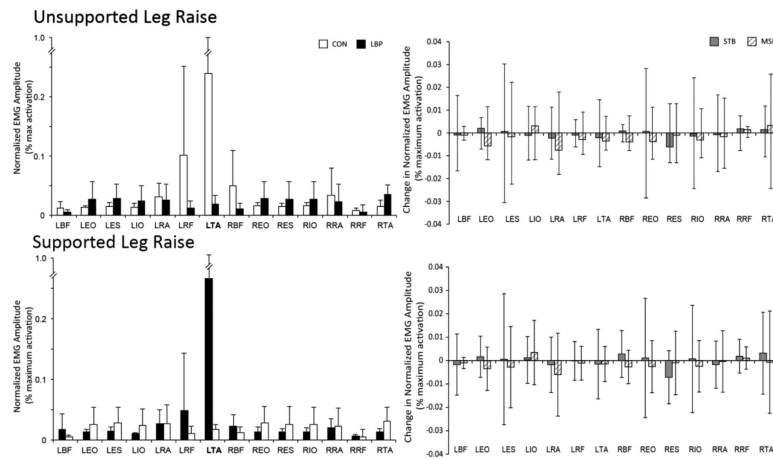 Unsupported Leg Raise
Normalized EMG Amplitude
(% max activation)
1.0
0.2
0.1
0
CON LBP
LBF LEO LES LIO LRA LRF LTA RBF REO RES RIO RRA RRF RTA
Change in Normalized EMG Amplitude
(% maximum activation)
0.04
0.03
0.02
0.01
0
-0.01
-0.02
-0.03
-0.04
STB
LBF LEO LES LIO LRA LRF LTA RBF REO RES RIO RRA RRF RTA
Supported Leg Raise
Normalized EMG Amplitude
(% max activation)
1.0
0.2
0.1
0
LBF LEO LES LIO LRA LRF LTA RBF REO RES RIO RRA RRF RTA
Change in Normalized EMG Amplitude
(% maximum activation)
0.04
0.03
0.02
0.01
0
-0.01
-0.02
-0.03
-0.04
LBF LEO LES LIO LRA LRF LTA RBF REO RES RIO RRA RRF RTA